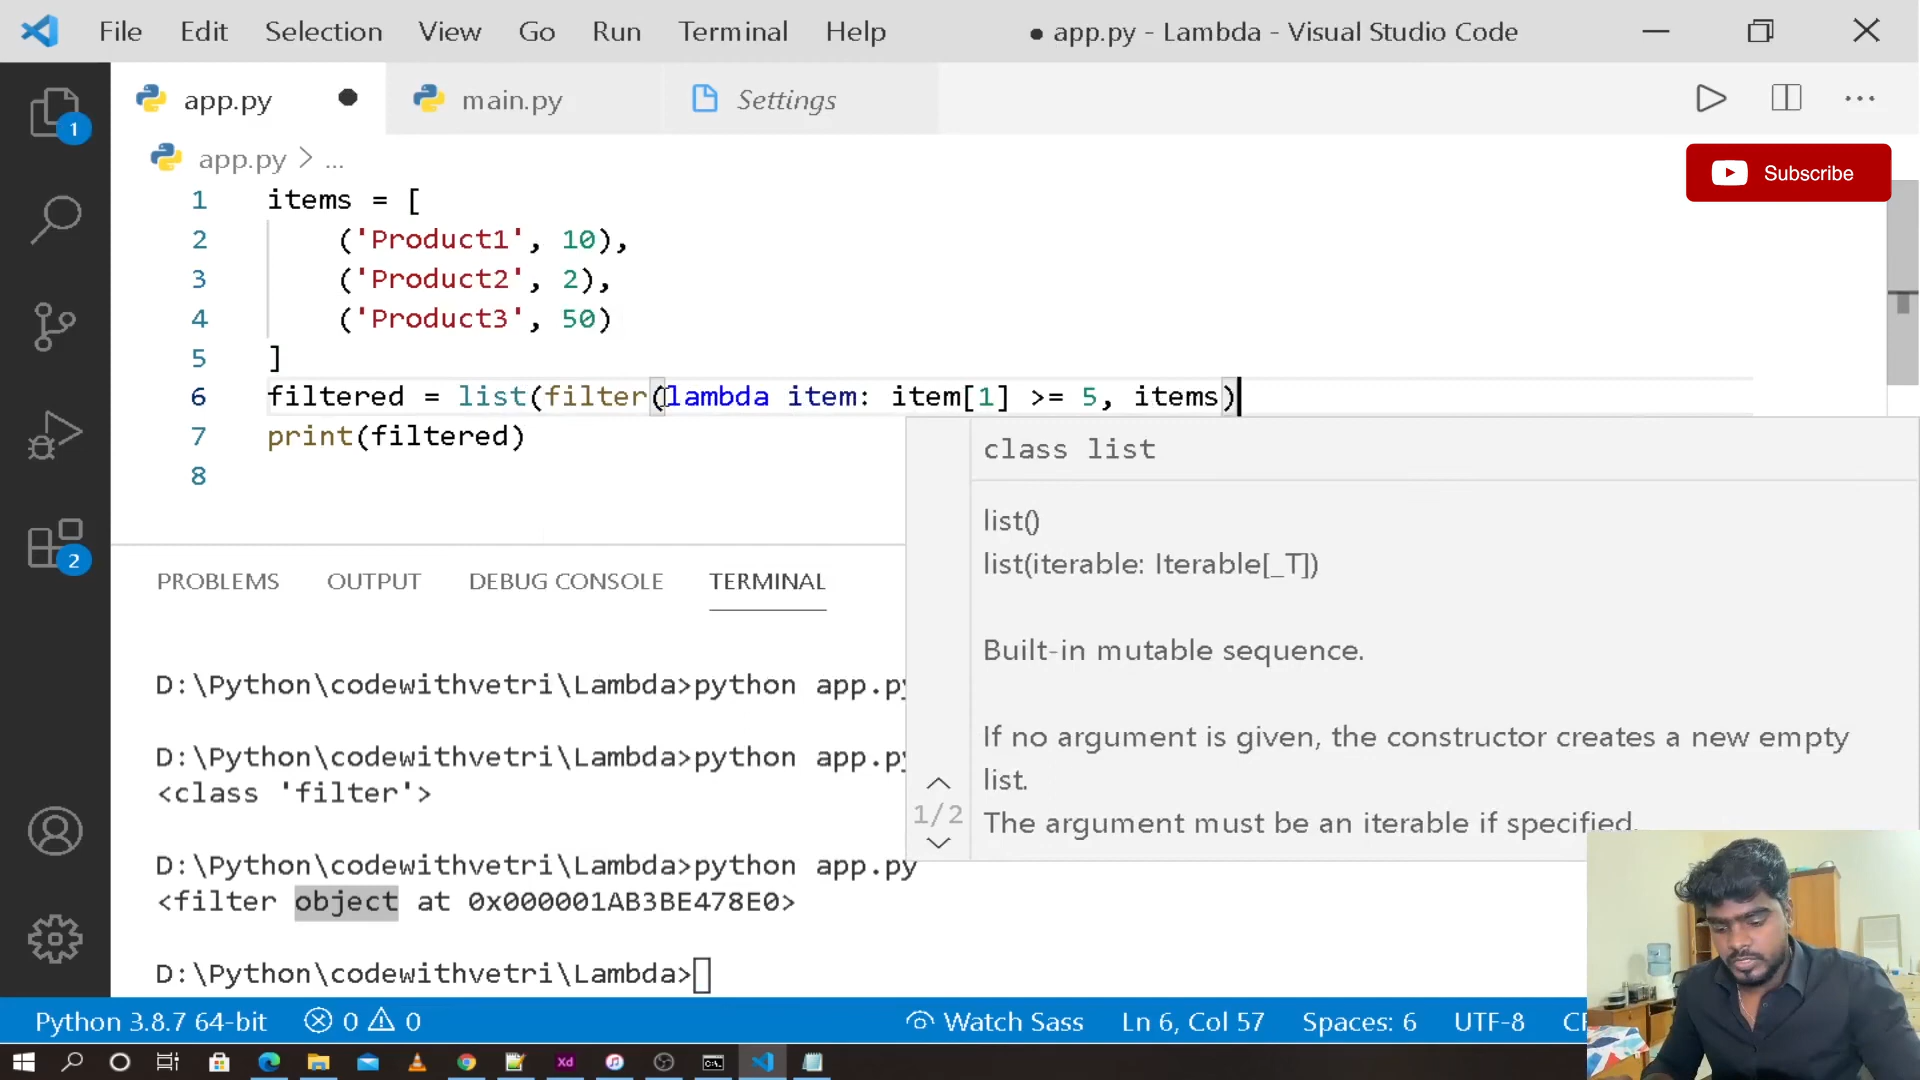 File Edit Selection View Go Run Terminal Help ● app.py - Lambda - Visual Studio Code
app.py main.py Settings
app.py > ...
Subscribe
1 items = [
2 ('Product1', 10),
3 ('Product2', 2),
4 ('Product3', 50)
5 ]
6 filtered = list(filter(lambda item: item[1] >= 5, items)
7 print(filtered)
8
class list
list()
list(iterable: Iterable[_T])
Built-in mutable sequence.
If no argument is given, the constructor creates a new empty
list.
The argument must be an iterable if specified.
1/2
PROBLEMS OUTPUT DEBUG CONSOLE TERMINAL
D:\Python\codewithvetri\Lambda>python app.py
D:\Python\codewithvetri\Lambda>python app.py
<class 'filter'>
D:\Python\codewithvetri\Lambda>python app.py
<filter object at 0x000001AB3BE478E0>
D:\Python\codewithvetri\Lambda>
1
2
Python 3.8.7 64-bit 0 0 Watch Sass Ln 6, Col 57 Spaces: 6 UTF-8
Xd